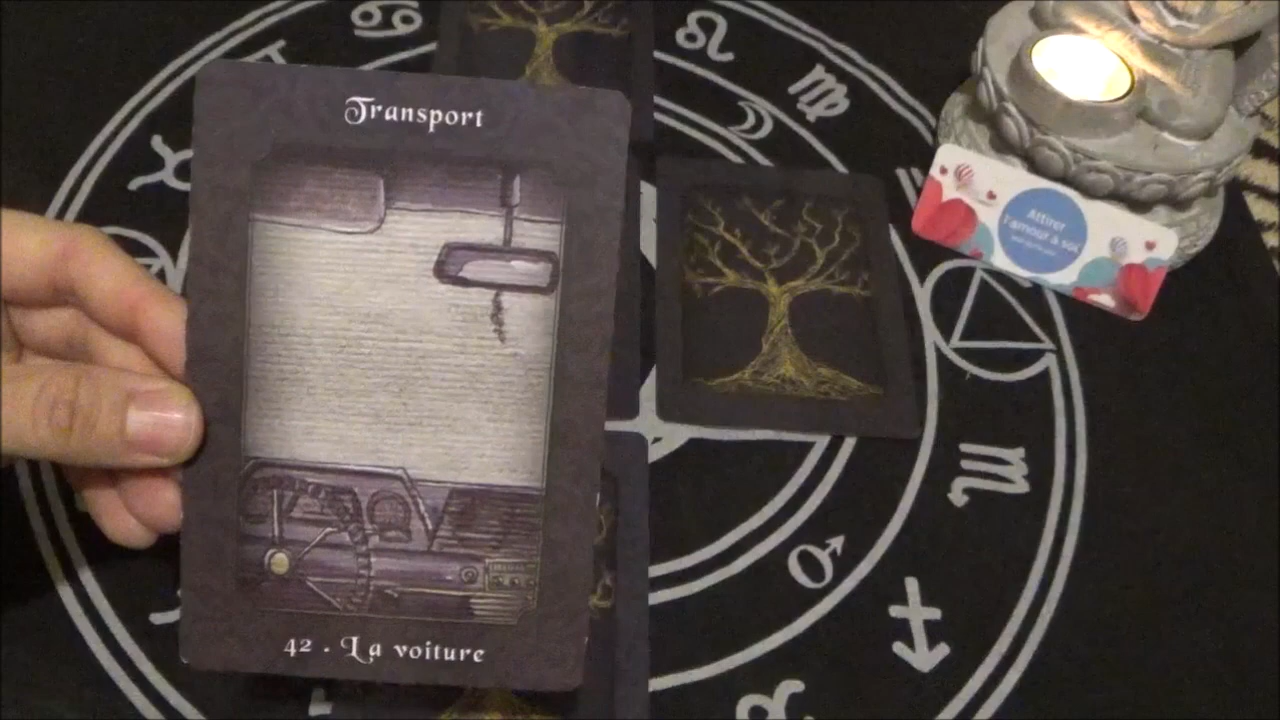 Transport
42 . La voiture
Attirer
l'amour à soi